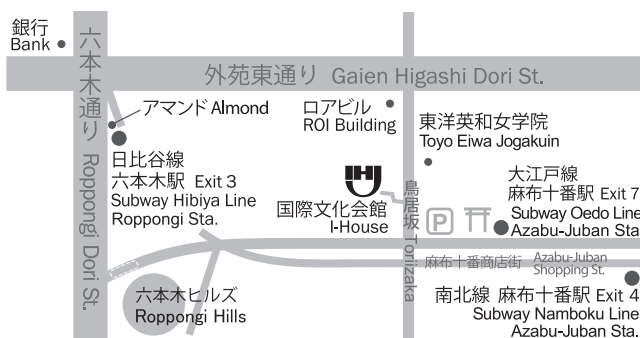 銀行
Bank
六本木通り Roppongi Dori St.
外苑東通り Gaien Higashi Dori St.
アマンド Almond
ロアビル
ROI Building
東洋英和女学院
Toyo Eiwa Jogakuin
日比谷線
六本木駅 Exit 3
Subway Hibiya Line
Roppongi Sta.
IHJ
国際文化会館
I-House
鳥居坂 Toriizaka
P
大江戸線
麻布十番駅 Exit 7
Subway Oedo Line
Azabu-Juban Sta.
麻布十番商店街 Azabu-Juban
Shopping St.
六本木ヒルズ
Roppongi Hills
南北線 麻布十番駅 Exit 4
Subway Namboku Line
Azabu-Juban Sta.